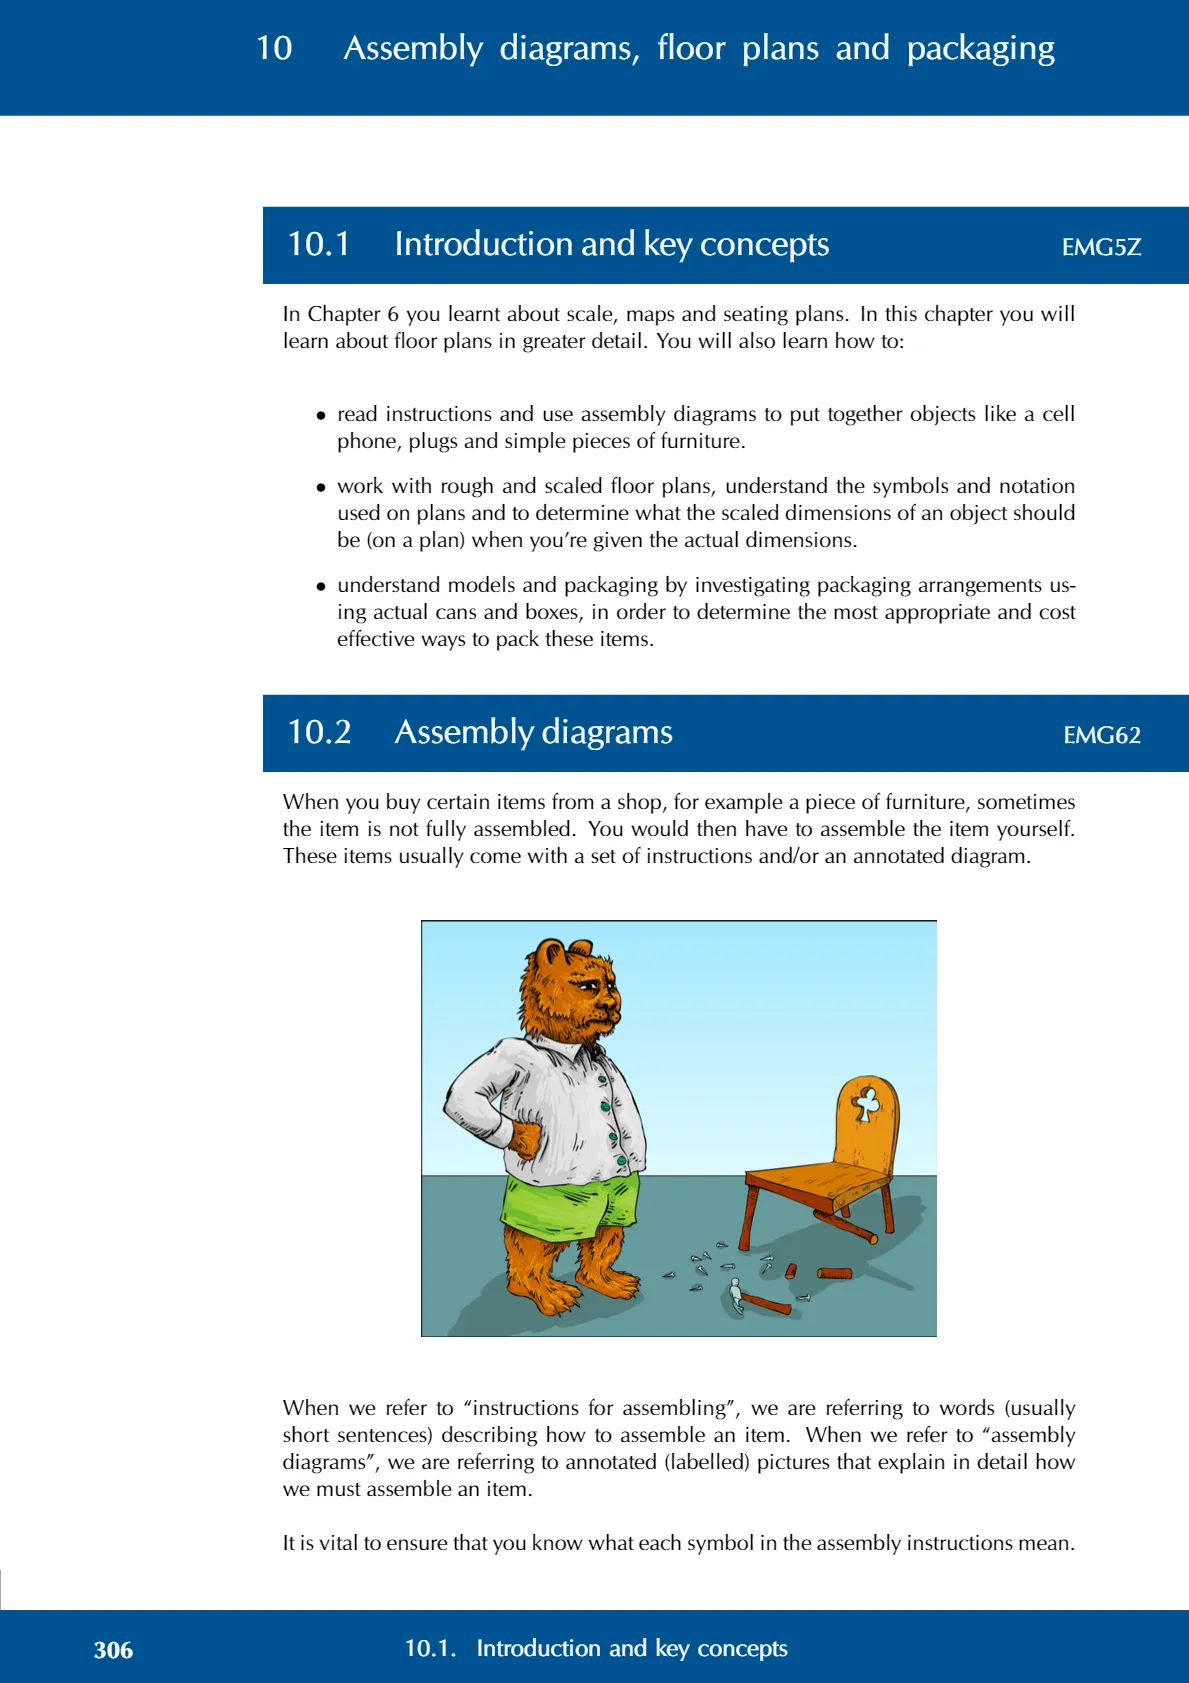 10 Assembly diagrams, floor plans and packaging
10.1 Introduction and key concepts EMG5Z
In Chapter 6 you learnt about scale, maps and seating plans. In this chapter you will
learn about floor plans in greater detail. You will also learn how to:
• read instructions and use assembly diagrams to put together objects like a cell
phone, plugs and simple pieces of furniture.
• work with rough and scaled floor plans, understand the symbols and notation
used on plans and to determine what the scaled dimensions of an object should
be (on a plan) when you're given the actual dimensions.
• understand models and packaging by investigating packaging arrangements us-
ing actual cans and boxes, in order to determine the most appropriate and cost
effective ways to pack these items.
10.2 Assembly diagrams EMG62
When you buy certain items from a shop, for example a piece of furniture, sometimes
the item is not fully assembled. You would then have to assemble the item yourself.
These items usually come with a set of instructions and/or an annotated diagram.
When we refer to “instructions for assembling”, we are referring to words (usually
short sentences) describing how to assemble an item. When we refer to “assembly
diagrams”, we are referring to annotated (labelled) pictures that explain in detail how
we must assemble an item.
It is vital to ensure that you know what each symbol in the assembly instructions mean.
306 10.1. Introduction and key concepts